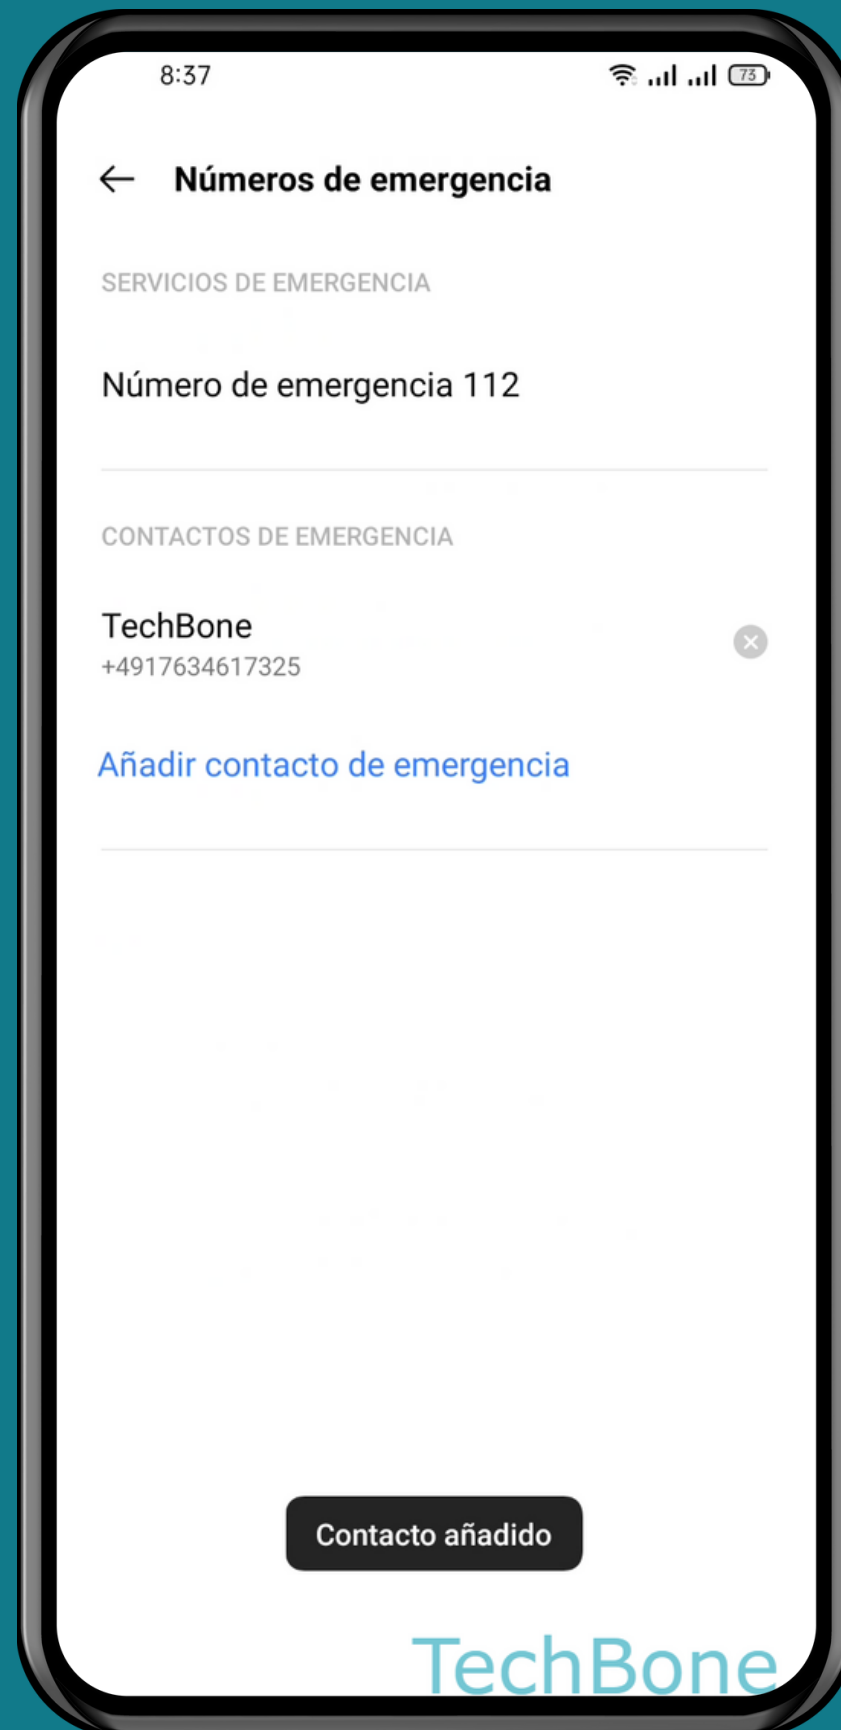 8:37
73
Números de emergencia
SERVICIOS DE EMERGENCIA
Número de emergencia 112
CONTACTOS DE EMERGENCIA
TechBone
+4917634617325
Añadir contacto de emergencia
Contacto añadido
TechBone